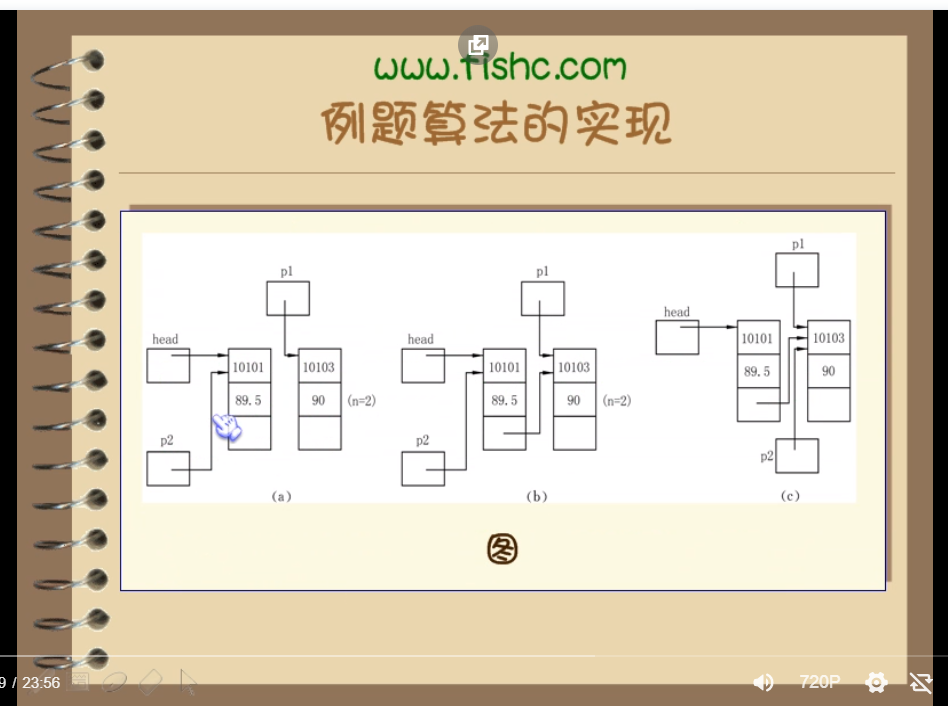 www.fishc.com
例题算法的实现
p1
head
10101
10103
89.5
90
(n=2)
p2
(a)
p1
head
10101
10103
89.5
90
(n=2)
p2
(b)
p1
head
10101
10103
89.5
90
p2
(c)
图
9 / 23:56
720P